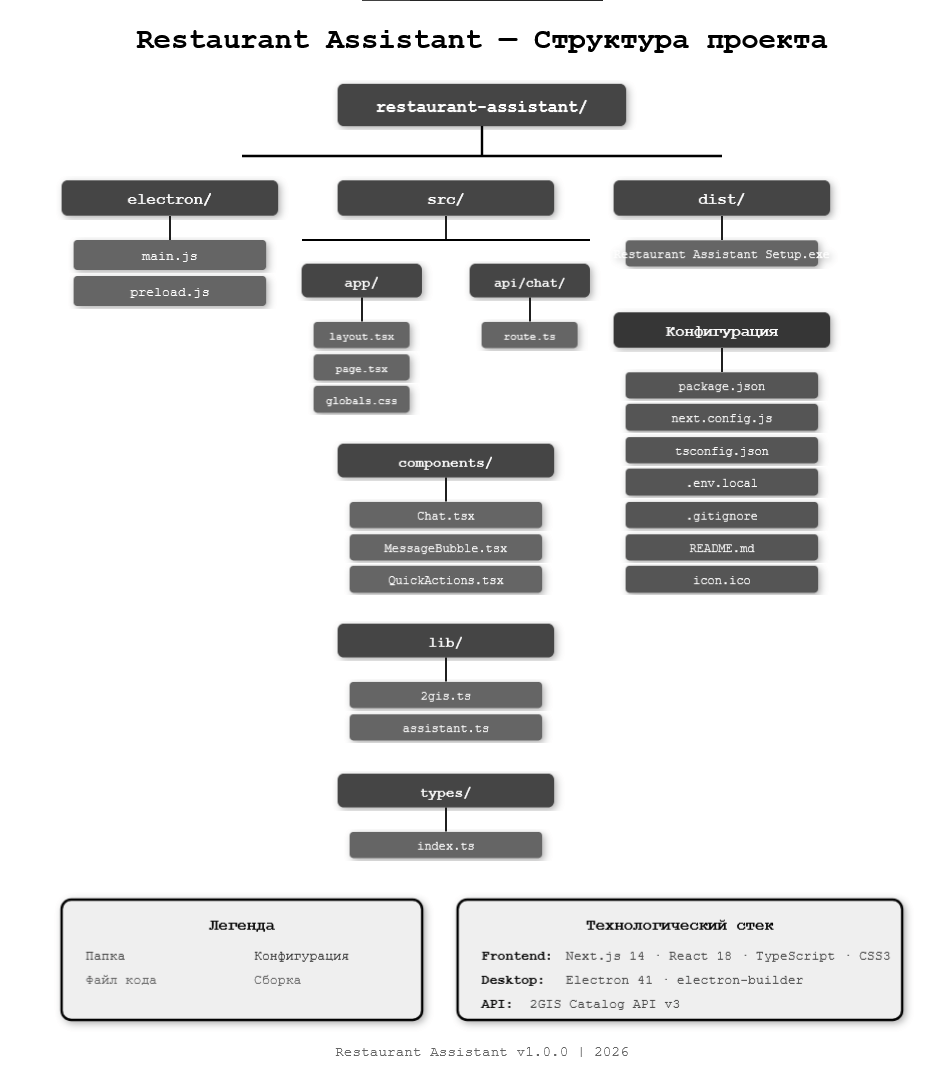 Restaurant Assistant — Структура проекта
restaurant-assistant/
electron/
src/
dist/
main.js
preload.js
app/
api/chat/
layout.tsx
page.tsx
globals.css
route.ts
estaurant Assistant Setup.exe
Конфигурация
package.json
next.config.js
tsconfig.json
.env.local
.gitignore
README.md
icon.ico
components/
Chat.tsx
MessageBubble.tsx
QuickActions.tsx
lib/
2gis.ts
assistant.ts
types/
index.ts
Легенда
Папка
Конфигурация
Файл кода
Сборка
Технологический стек
Frontend: Next.js 14 · React 18 · TypeScript · CSS3
Desktop: Electron 41 · electron-builder
API: 2GIS Catalog API v3
Restaurant Assistant v1.0.0 | 2026